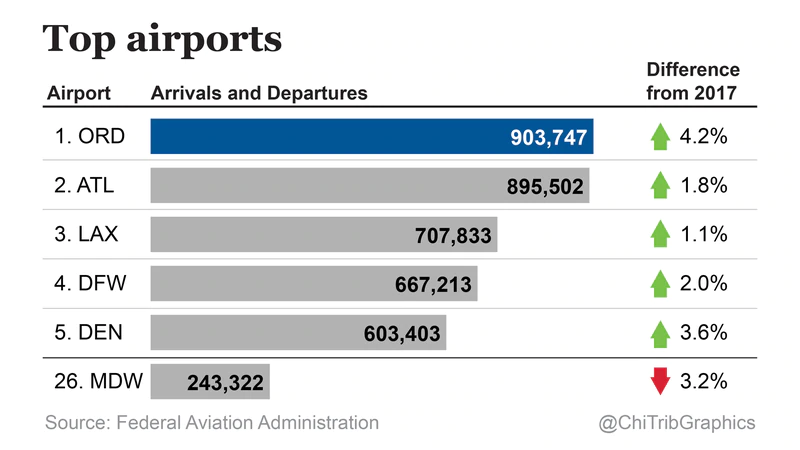 Top airports
Airport Arrivals and Departures Difference from 2017
1. ORD 903,747 4.2%
2. ATL 895,502 1.8%
3. LAX 707,833 1.1%
4. DFW 667,213 2.0%
5. DEN 603,403 3.6%
26. MDW 243,322 3.2%
Source: Federal Aviation Administration @ChiTribGraphics